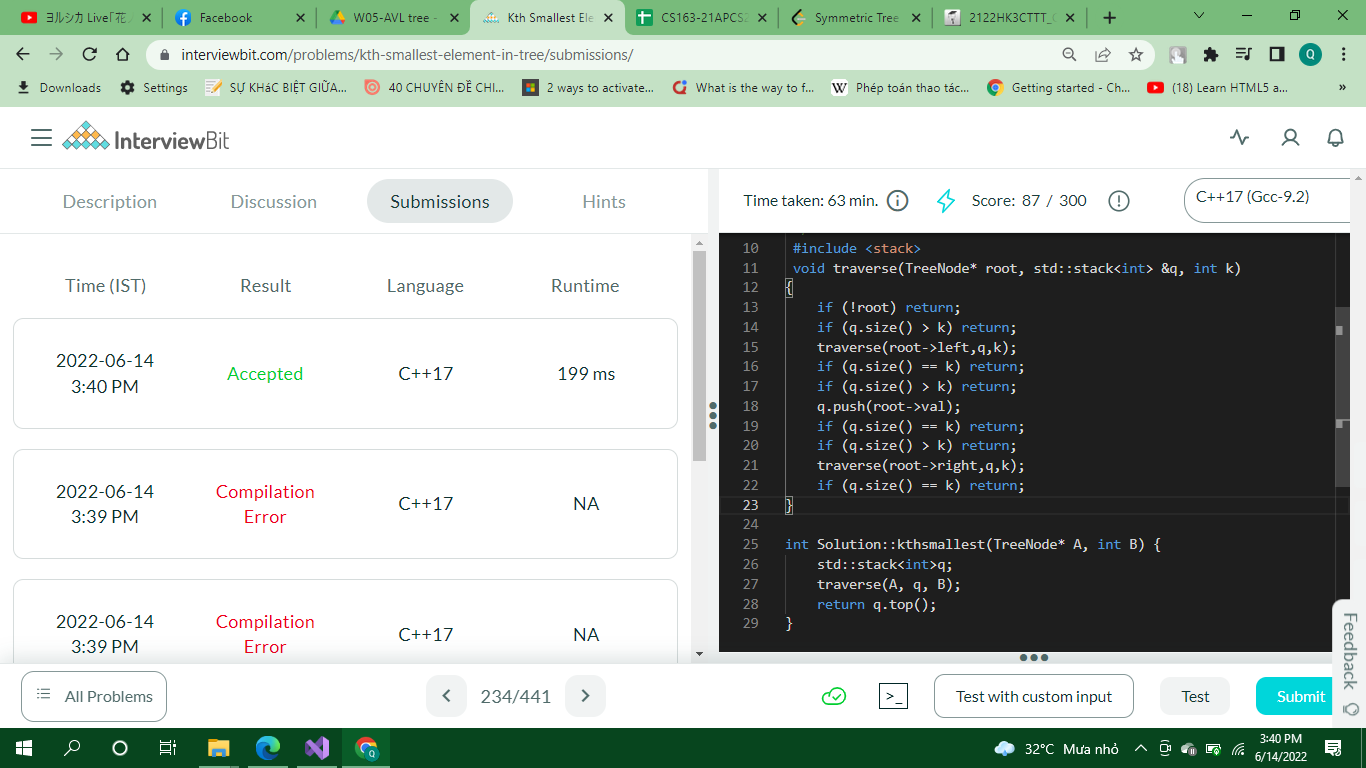 ヨルシカ Live「花
Facebook
W05-AVL tree -
Kth Smallest Ele
CS163-21APCS2
Symmetric Tree
2122HK3CTTT_
interviewbit.com/problems/kth-smallest-element-in-tree/submissions/
Q
Downloads
Settings
SỰ KHáC BIỆT GIỮA...
40 CHUYÊN ĐỀ CHI...
2 ways to activate...
What is the way to f...
Phép toán thao tác...
Getting started - Ch...
(18) Learn HTML5 a...
»
InterviewBit
Description
Discussion
Submissions
Hints
Time taken: 63 min.
Score: 87 / 300
C++17 (Gcc-9.2)
Time (IST)
Result
Language
Runtime
2022-06-14
3:40 PM
Accepted
C++17
199 ms
2022-06-14
3:39 PM
Compilation
Error
C++17
NA
2022-06-14
3:39 PM
Compilation
Error
C++17
NA
10 #include <stack>
11 void traverse(TreeNode* root, std::stack<int> &q, int k)
12 {
13 if (!root) return;
14 if (q.size() > k) return;
15 traverse(root->left,q,k);
16 if (q.size() == k) return;
17 if (q.size() > k) return;
18 q.push(root->val);
19 if (q.size() == k) return;
20 if (q.size() > k) return;
21 traverse(root->right,q,k);
22 if (q.size() == k) return;
23 }
24
25 int Solution::kthsmallest(TreeNode* A, int B) {
26 std::stack<int>q;
27 traverse(A, q, B);
28 return q.top();
29 }
Feedback
All Problems
234/441
>_
Test with custom input
Test
Submit
32°C Mưa nhỏ
3:40 PM
6/14/2022